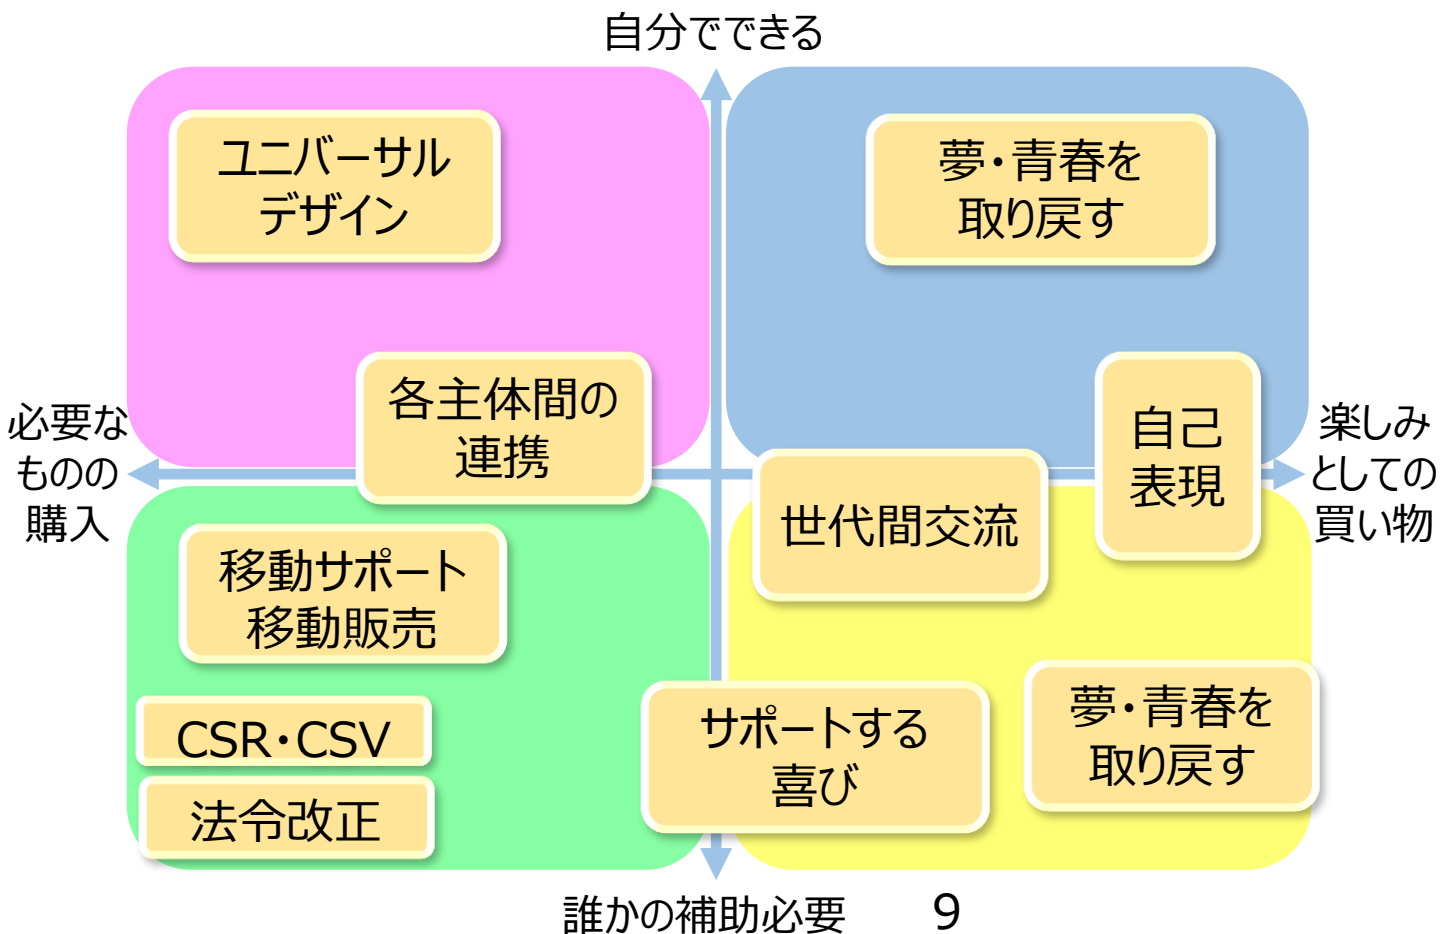 自分でできる
ユニバーサル
デザイン
夢・青春を
取り戻す
必要な
ものの
購入
各主体間の
連携
自己
表現
楽しみ
としての
買い物
世代間交流
移動サポート
移動販売
CSR・CSV
法令改正
サポートする
喜び
夢・青春を
取り戻す
誰かの補助必要
9